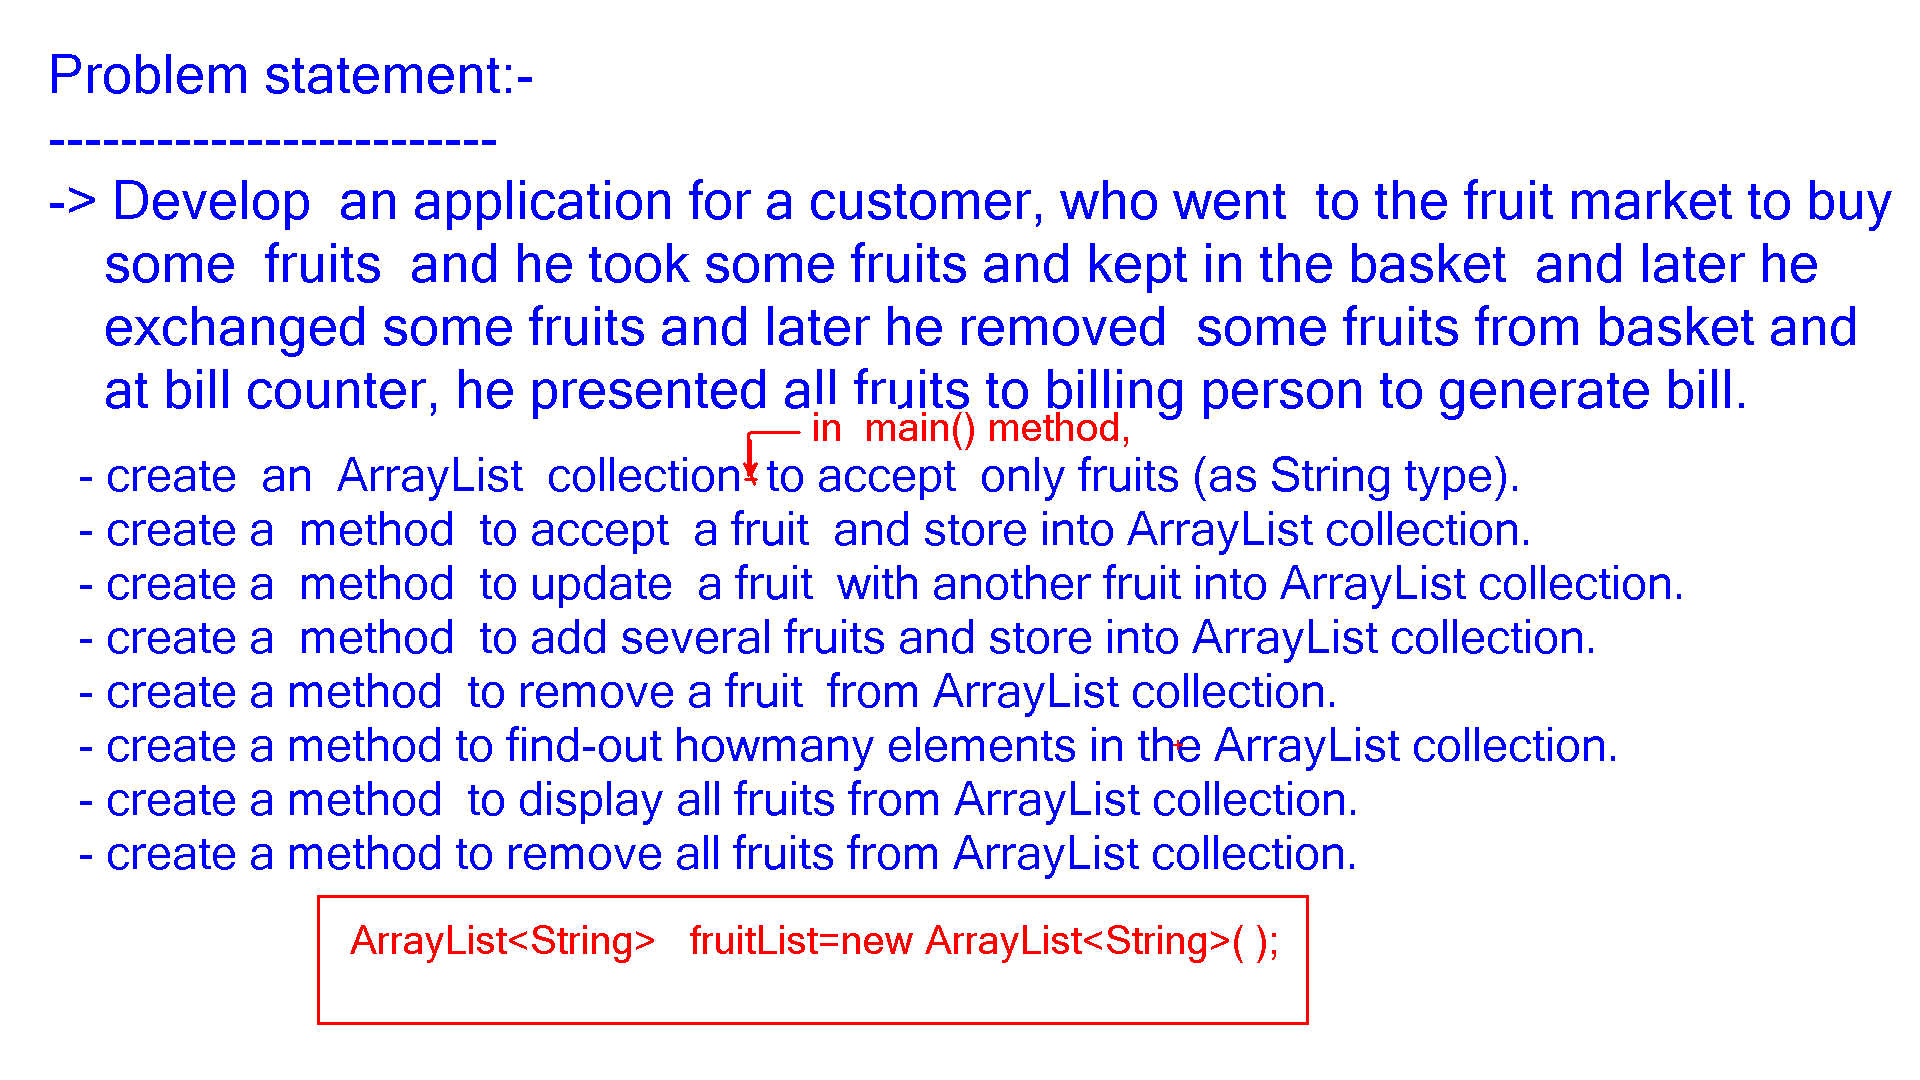 Problem statement:-
-------------------------
-> Develop an application for a customer, who went to the fruit market to buy
some fruits and he took some fruits and kept in the basket and later he
exchanged some fruits and later he removed some fruits from basket and
at bill counter, he presented all fruits to billing person to generate bill.
in main() method,
- create an ArrayList collection to accept only fruits (as String type).
- create a method to accept a fruit and store into ArrayList collection.
- create a method to update a fruit with another fruit into ArrayList collection.
- create a method to add several fruits and store into ArrayList collection.
- create a method to remove a fruit from ArrayList collection.
- create a method to find-out howmany elements in the ArrayList collection.
- create a method to display all fruits from ArrayList collection.
- create a method to remove all fruits from ArrayList collection.
ArrayList<String> fruitList=new ArrayList<String>( );